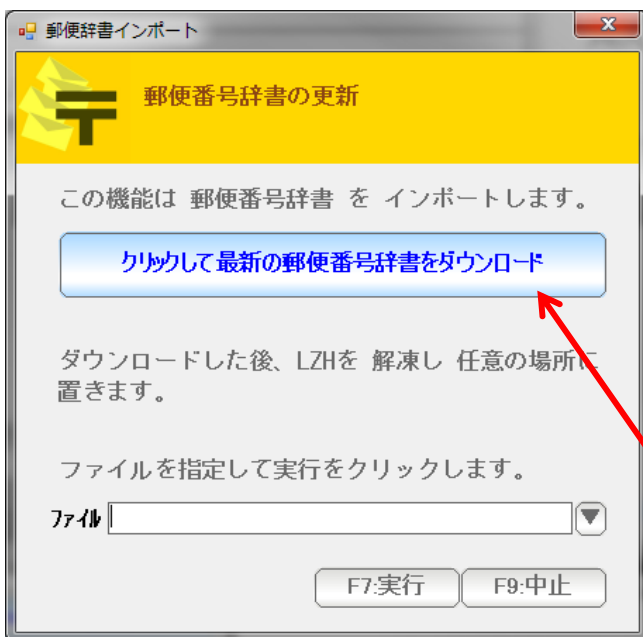 郵便辞書インポート
郵便番号辞書の更新
この機能は 郵便番号辞書 を インポートします。
クリックして最新の郵便番号辞書をダウンロード
ダウンロードした後、LZHを 解凍し 任意の場所に
置きます。
ファイルを指定して実行をクリックします。
ファイル
F7:実行 F9:中止